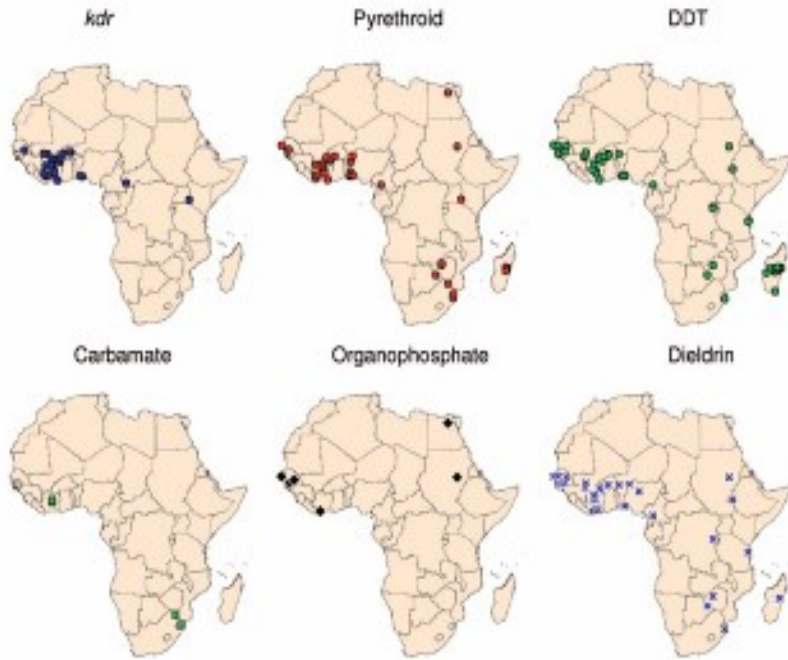 kdr
Pyrethroid
DDT
Carbamate
Organophosphate
Dieldrin